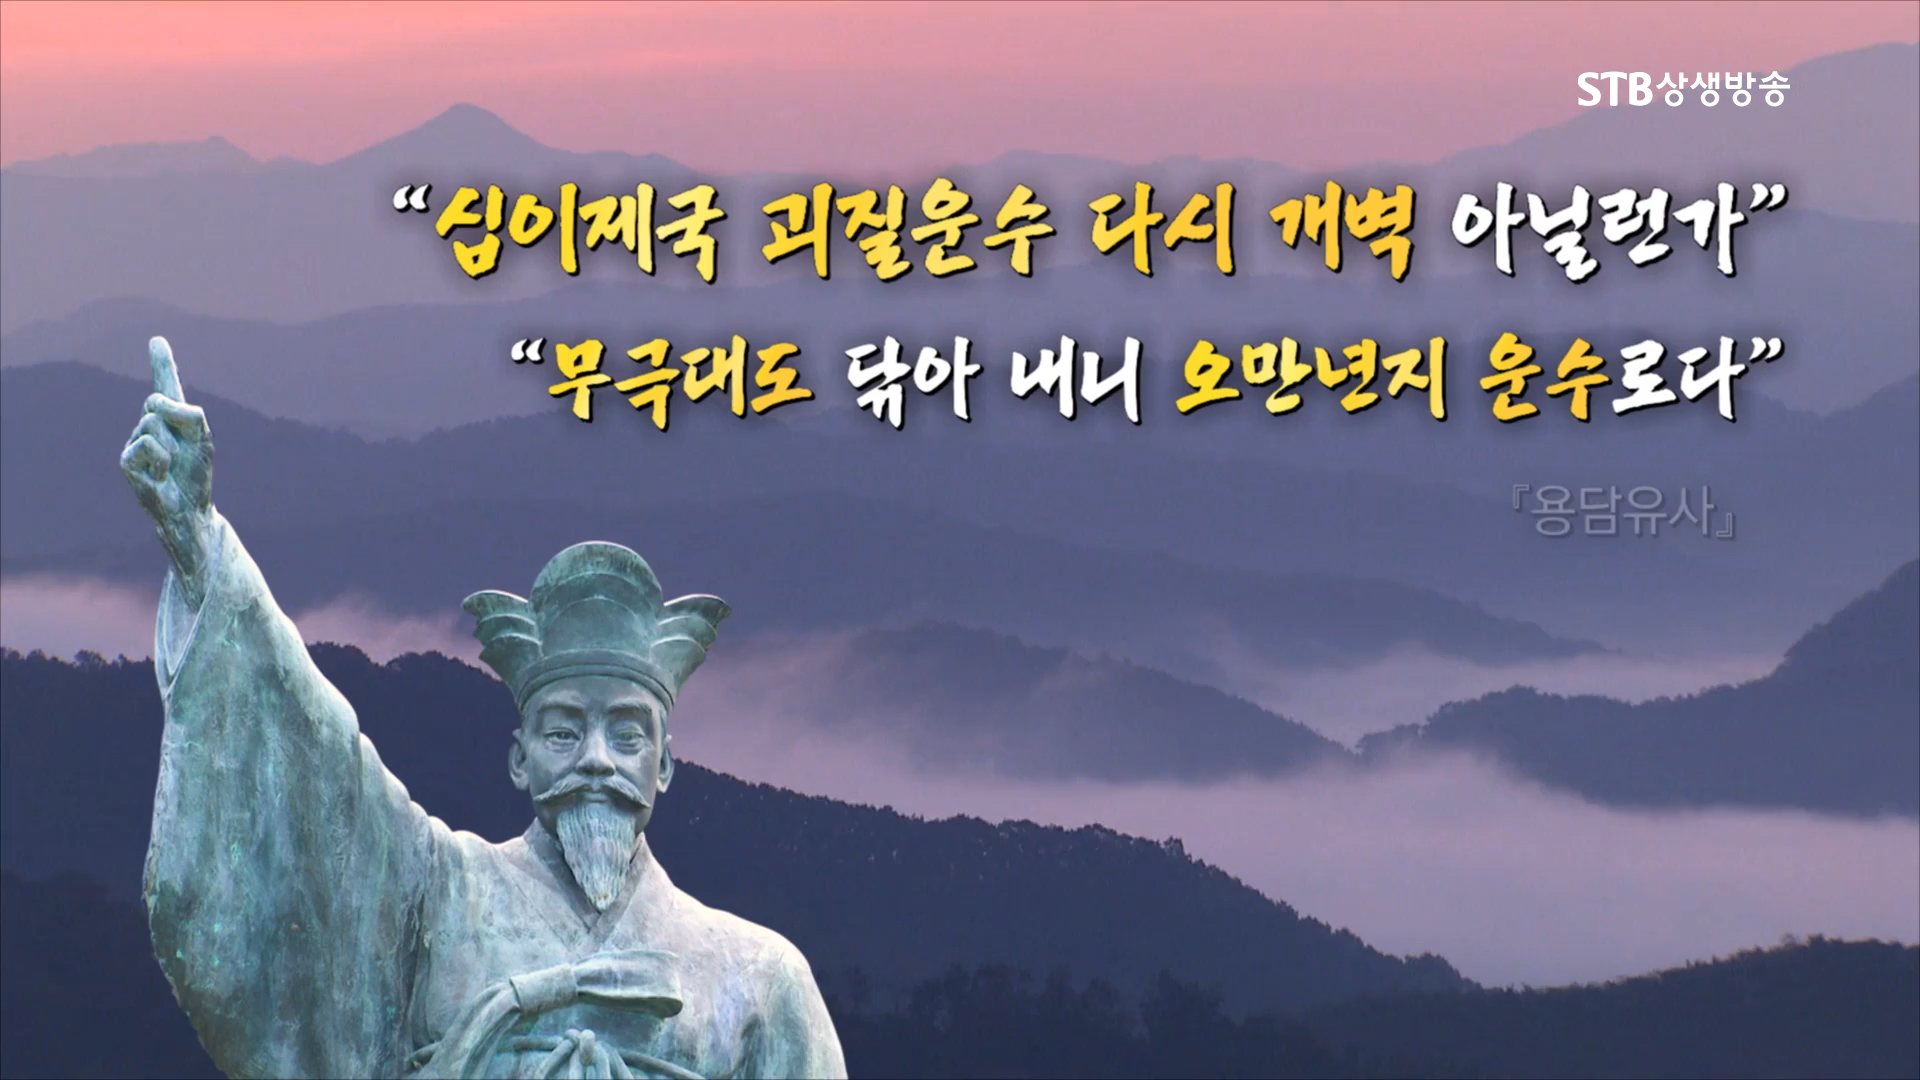 STB상생방송
“십이제국 괴질운수 다시 개벽 아닐런가”
“무극대도 닦아 내니 오만년지 운수로다”
『용담유사』